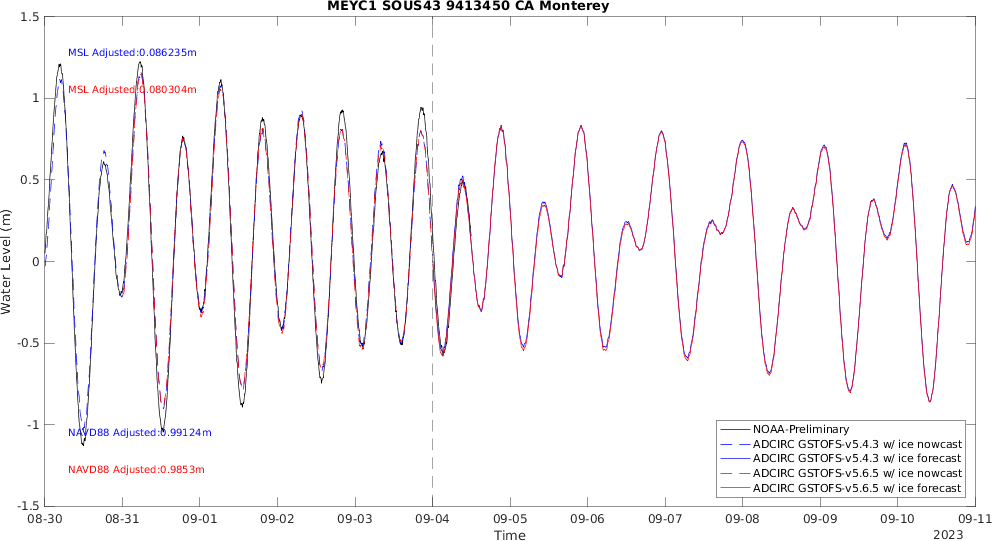 MEYC1 SOUS43 9413450 CA Monterey
1.5
1
0.5
0
-0.5
-1
-1.5
Water Level (m)
MSL Adjusted:0.086235m
MSL Adjusted:0.080304m
NAVD88 Adjusted:0.99124m
NAVD88 Adjusted:0.9853m
NOAA-Preliminary
ADCIRC GSTOFS-v5.4.3 w/ ice nowcast
ADCIRC GSTOFS-v5.4.3 w/ ice forecast
ADCIRC GSTOFS-v5.6.5 w/ ice nowcast
ADCIRC GSTOFS-v5.6.5 w/ ice forecast
08-30 08-31 09-01 09-02 09-03 09-04 09-05 09-06 09-07 09-08 09-09 09-10 09-11
Time
2023